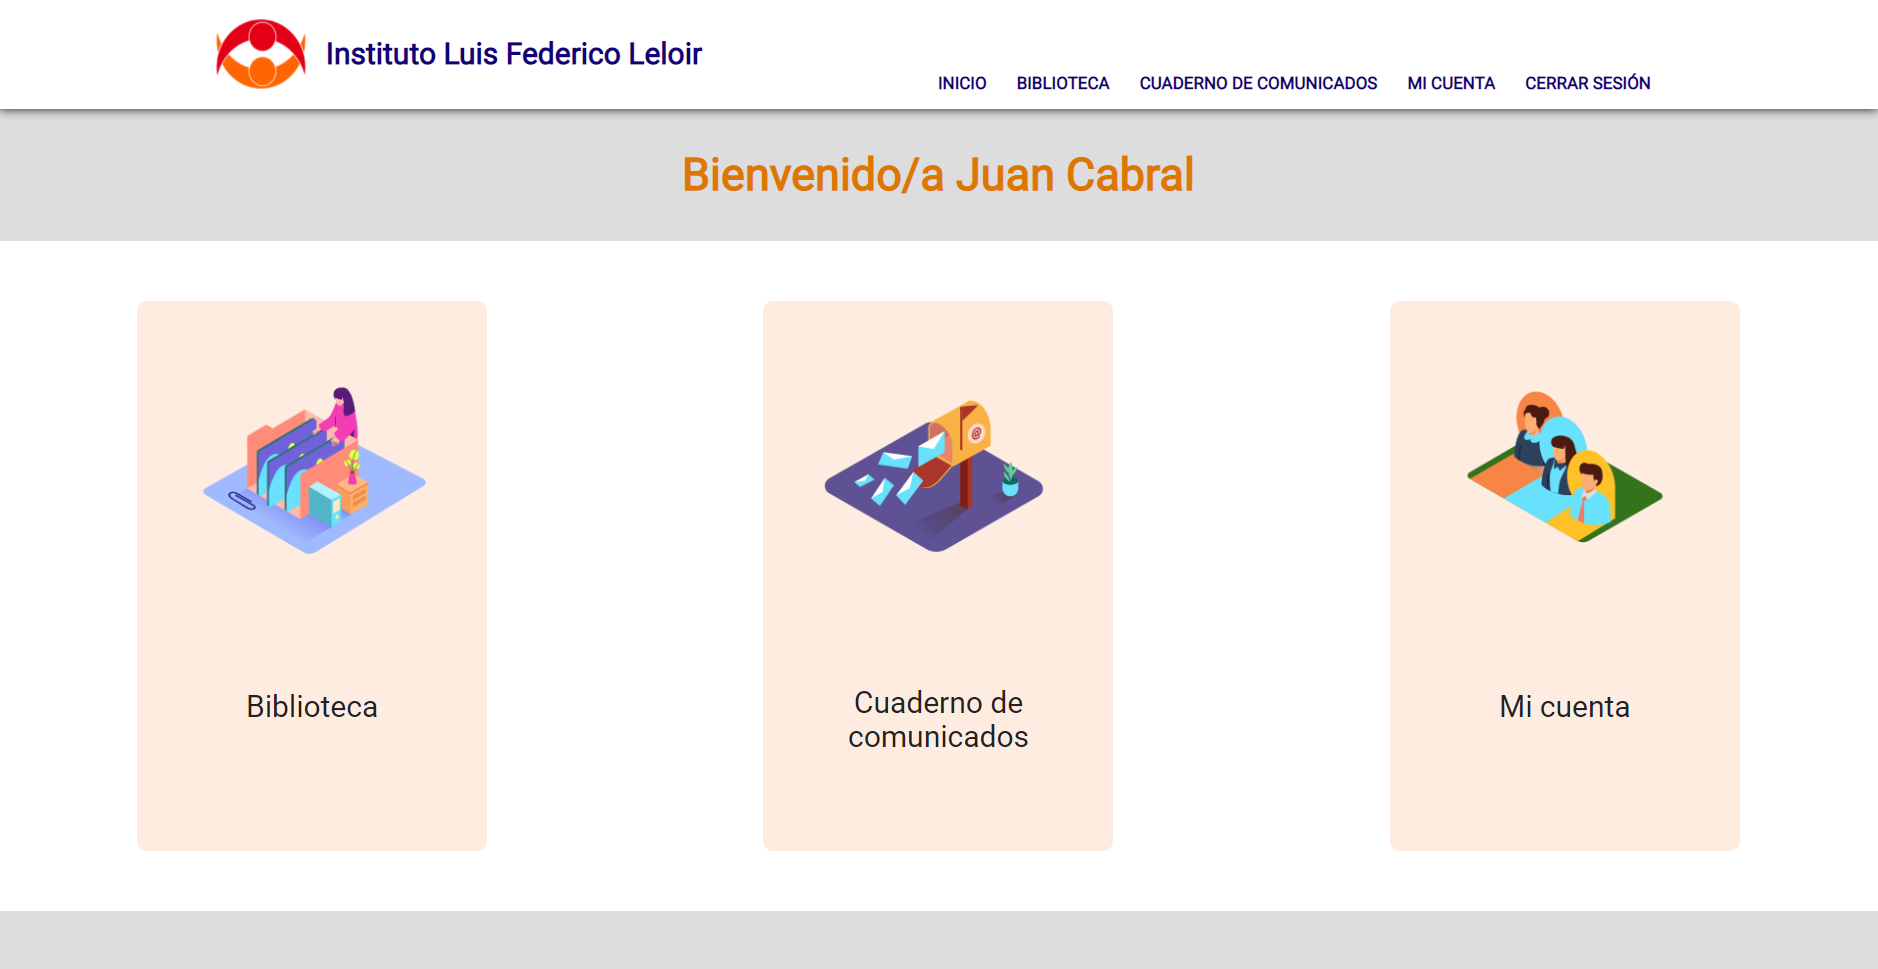 Instituto Luis Federico Leloir
INICIO BIBLIOTECA CUADERNO DE COMUNICADOS MI CUENTA CERRAR SESIÓN
Bienvenido/a Juan Cabral
@
Biblioteca
Cuaderno de
comunicados
Mi cuenta